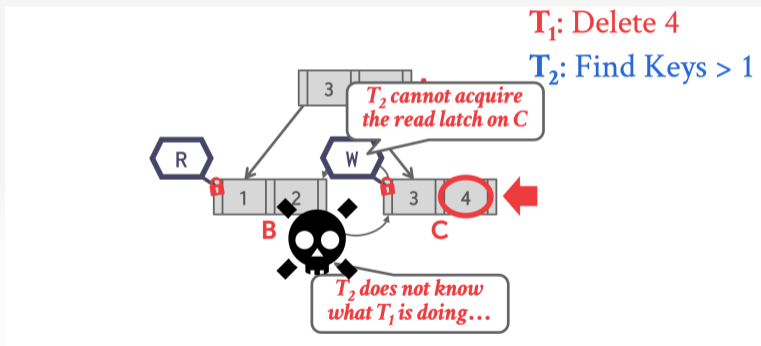 T₁: Delete 4
T₂: Find Keys > 1
3
T₂ cannot acquire
the read latch on C
R
W
1
2
3
4
B
C
T₂ does not know
what T₁ is doing...